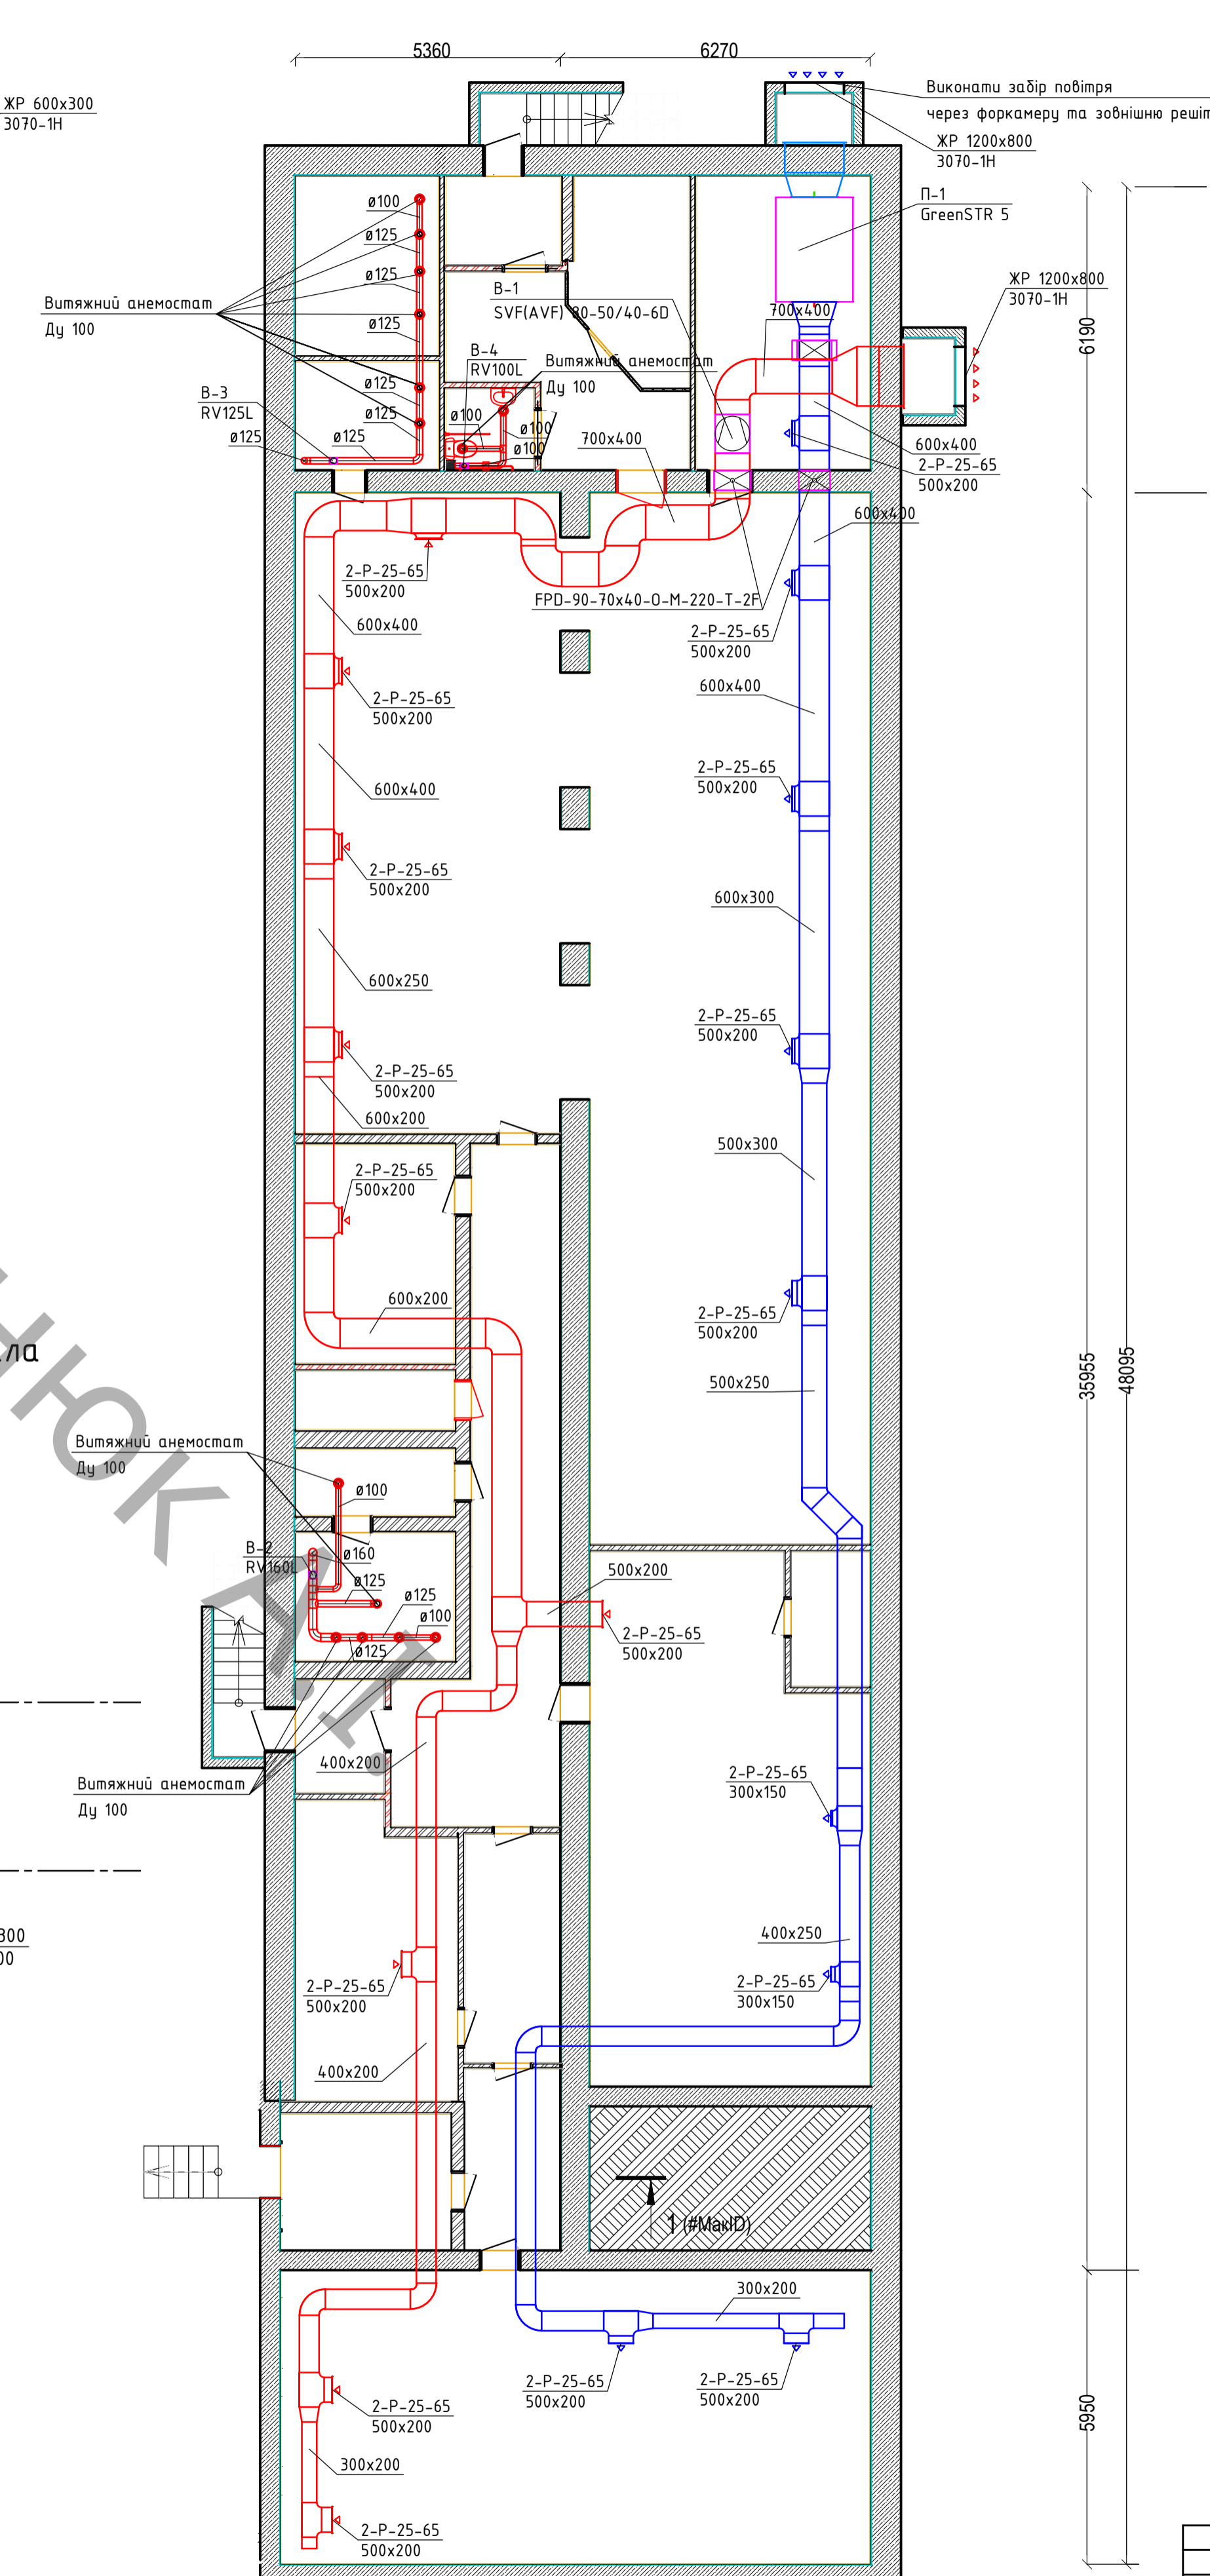 5360
6270
ЖР 600х300
3070-1Н
Виконати забір повітря
через форкамеру та зовнішню решіт
ЖР 1200х800
3070-1Н
П-1
GreenSTR 5
ЖР 1200х800
3070-1Н
ø100
ø125
ø125
ø125
ø125
ø125
Витяжний анемостат
Ду 100
В-3
RV125L
ø125
ø125
В-1
SVF(AVF) 80-50/40-6D
В-4
RV100L
Витяжний анемостат
Ду 100
ø100
ø100
ø100
700х400
700х400
600х400
2-Р-25-65
500х200
6190
600х400
2-Р-25-65
500х200
FPD-90-70x40-O-M-220-T-2F
600х400
2-Р-25-65
500х200
600х400
2-Р-25-65
500х200
2-Р-25-65
500х200
600х400
2-Р-25-65
500х200
600х300
600х250
2-Р-25-65
500х200
2-Р-25-65
500х200
600х200
500х300
2-Р-25-65
500х200
600х200
2-Р-25-65
500х200
500х250
35955
48095
ла
НЮК А.І.
Витяжний анемостат
Ду 100
ø100
В-2
RV160L
ø160
ø125
ø125
ø100
ø125
500х200
2-Р-25-65
500х200
400х200
Витяжний анемостат
Ду 100
2-Р-25-65
300х150
300
00
400х250
2-Р-25-65
500х200
2-Р-25-65
300х150
400х200
1 (#МакID)
300х200
2-Р-25-65
500х200
2-Р-25-65
500х200
2-Р-25-65
500х200
5950
300х200
2-Р-25-65
500х200